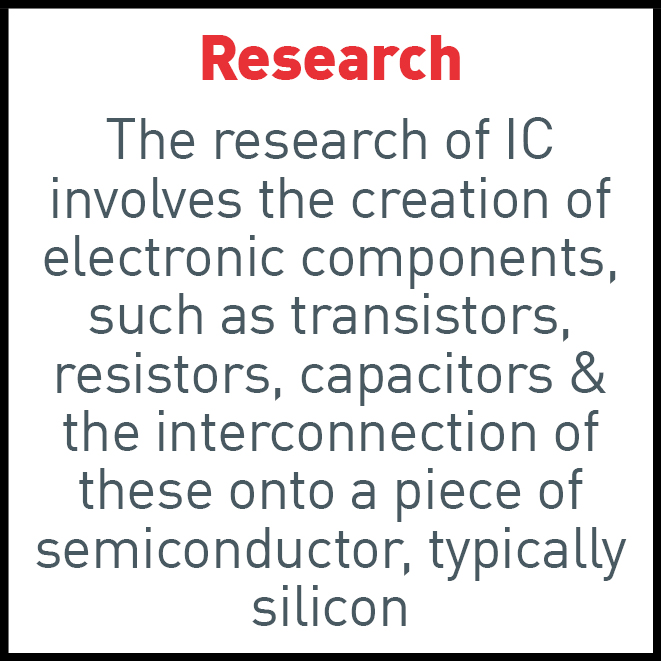 Research
The research of IC
involves the creation of
electronic components,
such as transistors,
resistors, capacitors &
the interconnection of
these onto a piece of
semiconductor, typically
silicon